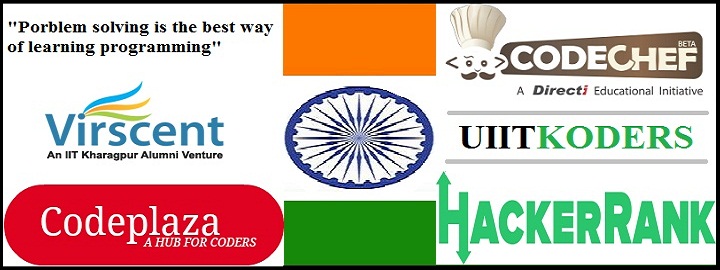 "Porblem solving is the best way
of learning programming"
Virscent
An IIT Kharagpur Alumni Venture
Codeplaza
A HUB FOR CODERS
BETA
CODECHEF
A Directi Educational Initiative
UIITKODERS
HACKERRANK